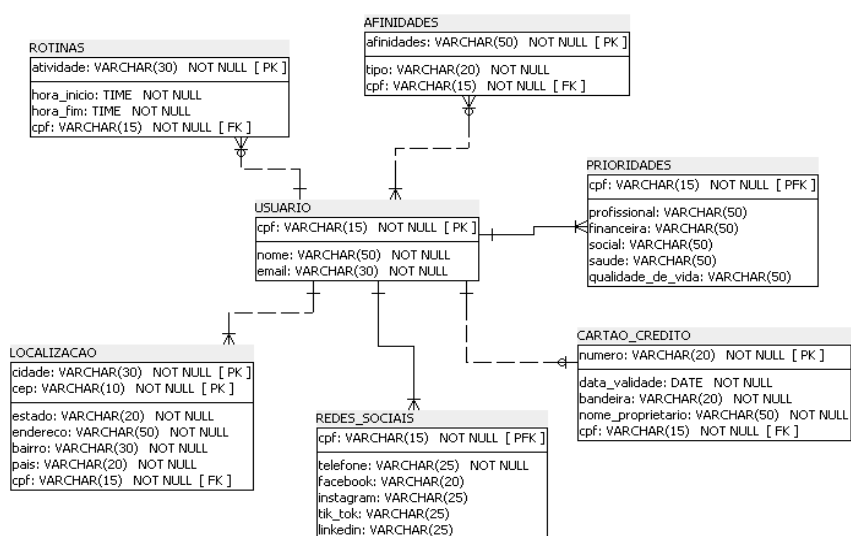 AFINIDADES
afinidades: VARCHAR(50) NOT NULL [ PK ]
tipo: VARCHAR(20) NOT NULL
cpf: VARCHAR(15) NOT NULL [ FK ]
ROTINAS
atividade: VARCHAR(30) NOT NULL [ PK ]
hora_inicio: TIME NOT NULL
hora_fim: TIME NOT NULL
cpf: VARCHAR(15) NOT NULL [ FK ]
PRIORIDADES
cpf: VARCHAR(15) NOT NULL [ PFK ]
profissional: VARCHAR(50)
financeira: VARCHAR(50)
social: VARCHAR(50)
saude: VARCHAR(50)
qualidade_de_vida: VARCHAR(50)
USUARIO
cpf: VARCHAR(15) NOT NULL [ PK ]
nome: VARCHAR(50) NOT NULL
email: VARCHAR(30) NOT NULL
LOCALIZACAO
cidade: VARCHAR(30) NOT NULL [ PK ]
cep: VARCHAR(10) NOT NULL [ PK ]
estado: VARCHAR(20) NOT NULL
endereco: VARCHAR(50) NOT NULL
bairro: VARCHAR(30) NOT NULL
pais: VARCHAR(20) NOT NULL
cpf: VARCHAR(15) NOT NULL [ FK ]
REDES_SOCIAIS
cpf: VARCHAR(15) NOT NULL [ PFK ]
telefone: VARCHAR(25) NOT NULL
facebook: VARCHAR(20)
instagram: VARCHAR(25)
tik_tok: VARCHAR(25)
linkedin: VARCHAR(25)
CARTAO_CREDITO
numero: VARCHAR(20) NOT NULL [ PK ]
data_validade: DATE NOT NULL
bandeira: VARCHAR(20) NOT NULL
nome_proprietario: VARCHAR(50) NOT NULL
cpf: VARCHAR(15) NOT NULL [ FK ]